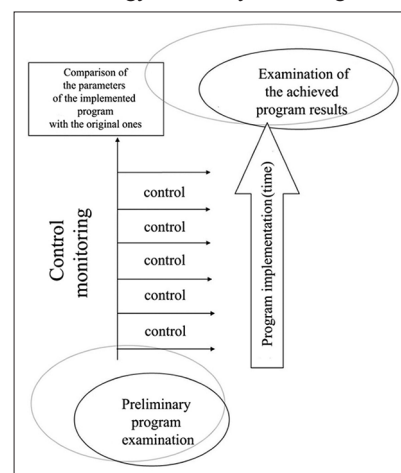 Comparison of
the parameters
of the implemented
program
with the original ones
Examination of
the achieved
program results
control
control
control
control
control
Control
monitoring
Program implementation(time)
Preliminary
program
examination